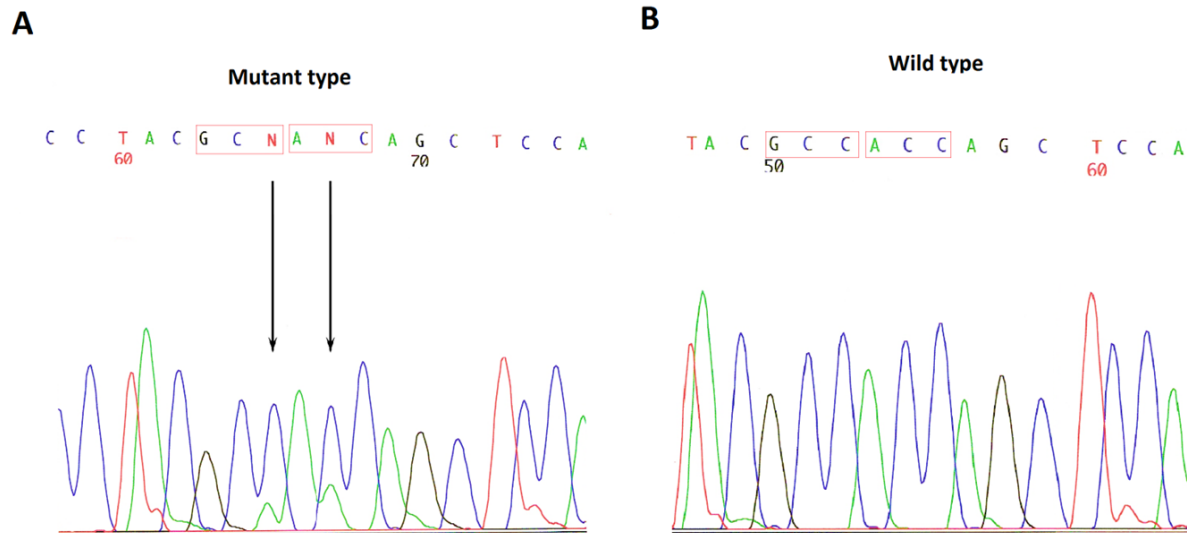 A
Mutant type
C C T A C G C N A N C A G C T C C A
60 70
B
Wild type
T A C G C C A C C A G C T C C A
50 60